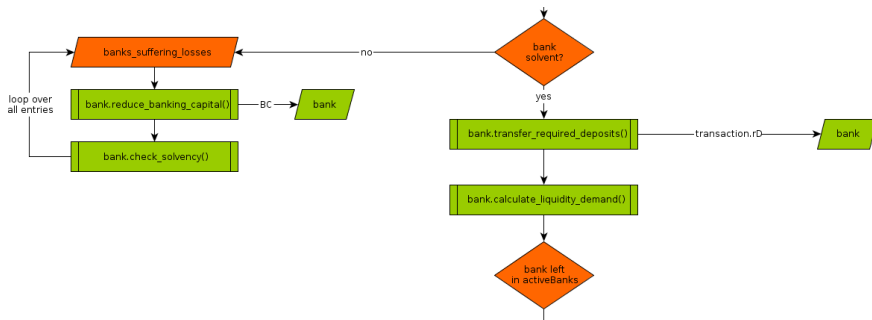 banks_suffering_losses
no
bank
solvent?
loop over
all entries
bank.reduce_banking_capital()
BC
bank
yes
bank.transfer_required_deposits()
transaction.rD
bank
bank.check_solvency()
bank.calculate_liquidity_demand()
bank left
in activeBanks